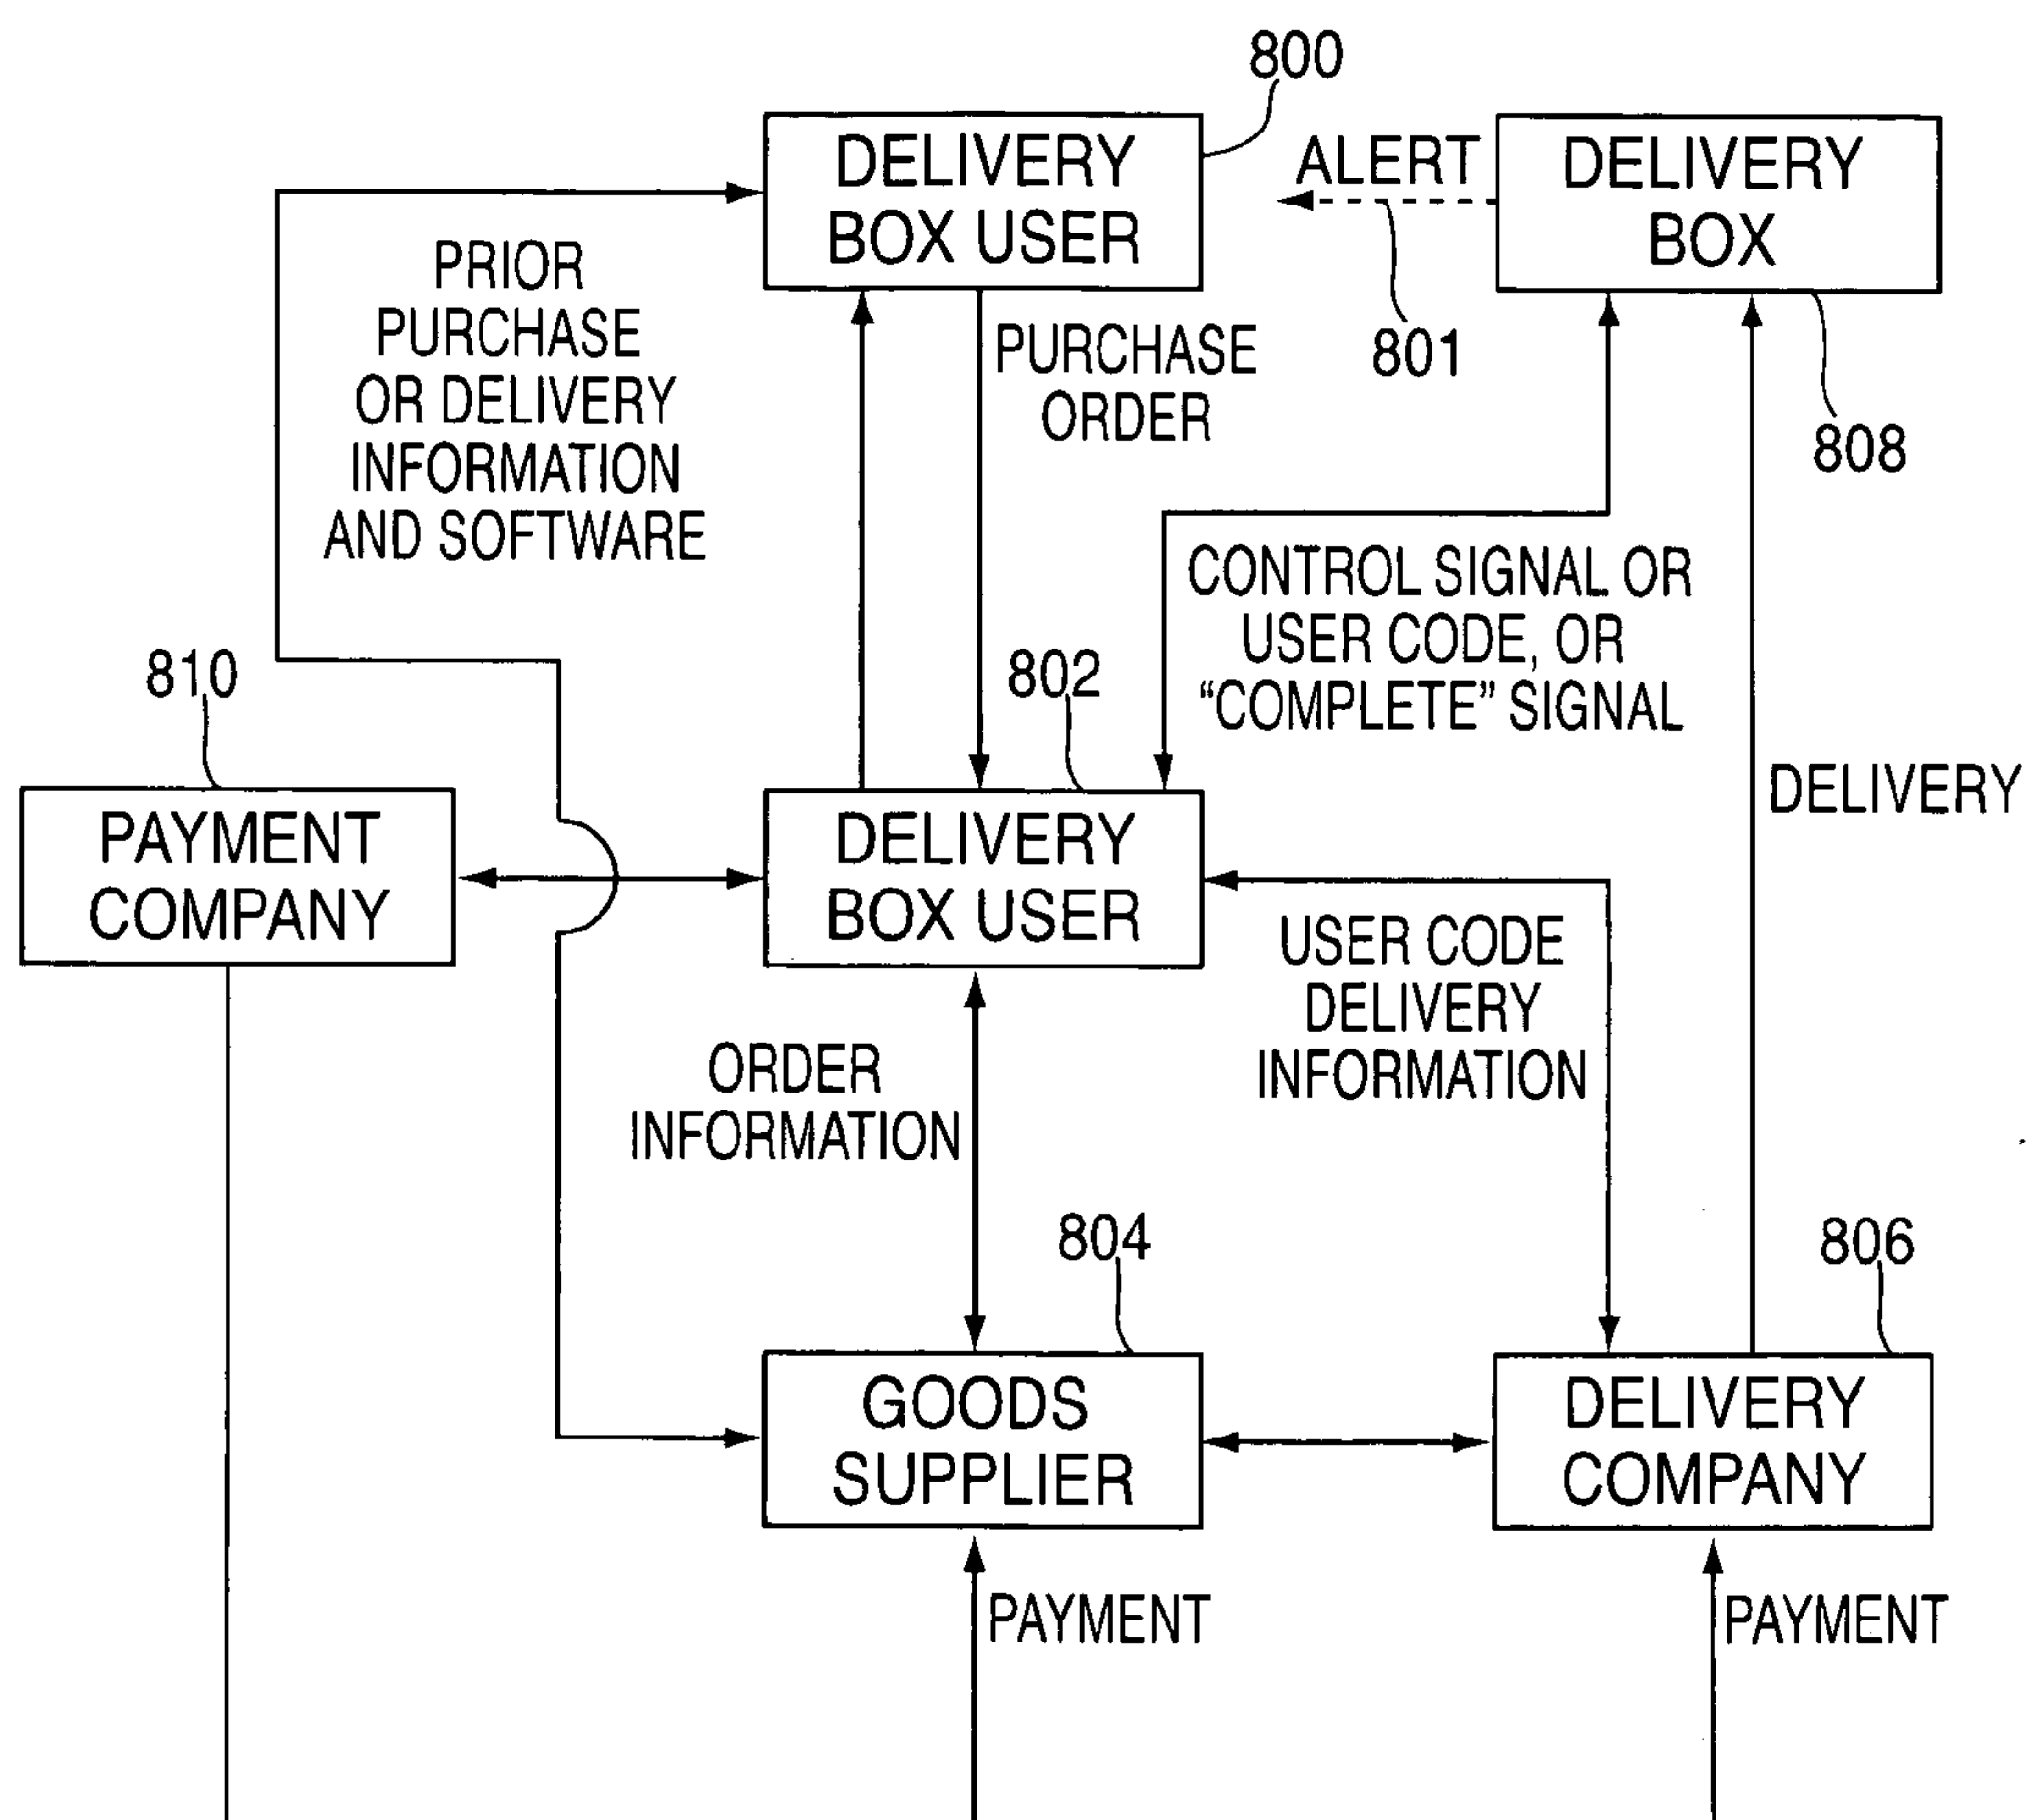 800
DELIVERY
BOX USER
ALERT
DELIVERY
BOX
801
808
PRIOR
PURCHASE
OR DELIVERY
INFORMATION
AND SOFTWARE
PURCHASE
ORDER
CONTROL SIGNAL OR
USER CODE, OR
“COMPLETE” SIGNAL
810
802
DELIVERY
PAYMENT
COMPANY
DELIVERY
BOX USER
USER CODE
DELIVERY
INFORMATION
ORDER
INFORMATION
804
806
GOODS
SUPPLIER
DELIVERY
COMPANY
PAYMENT
PAYMENT